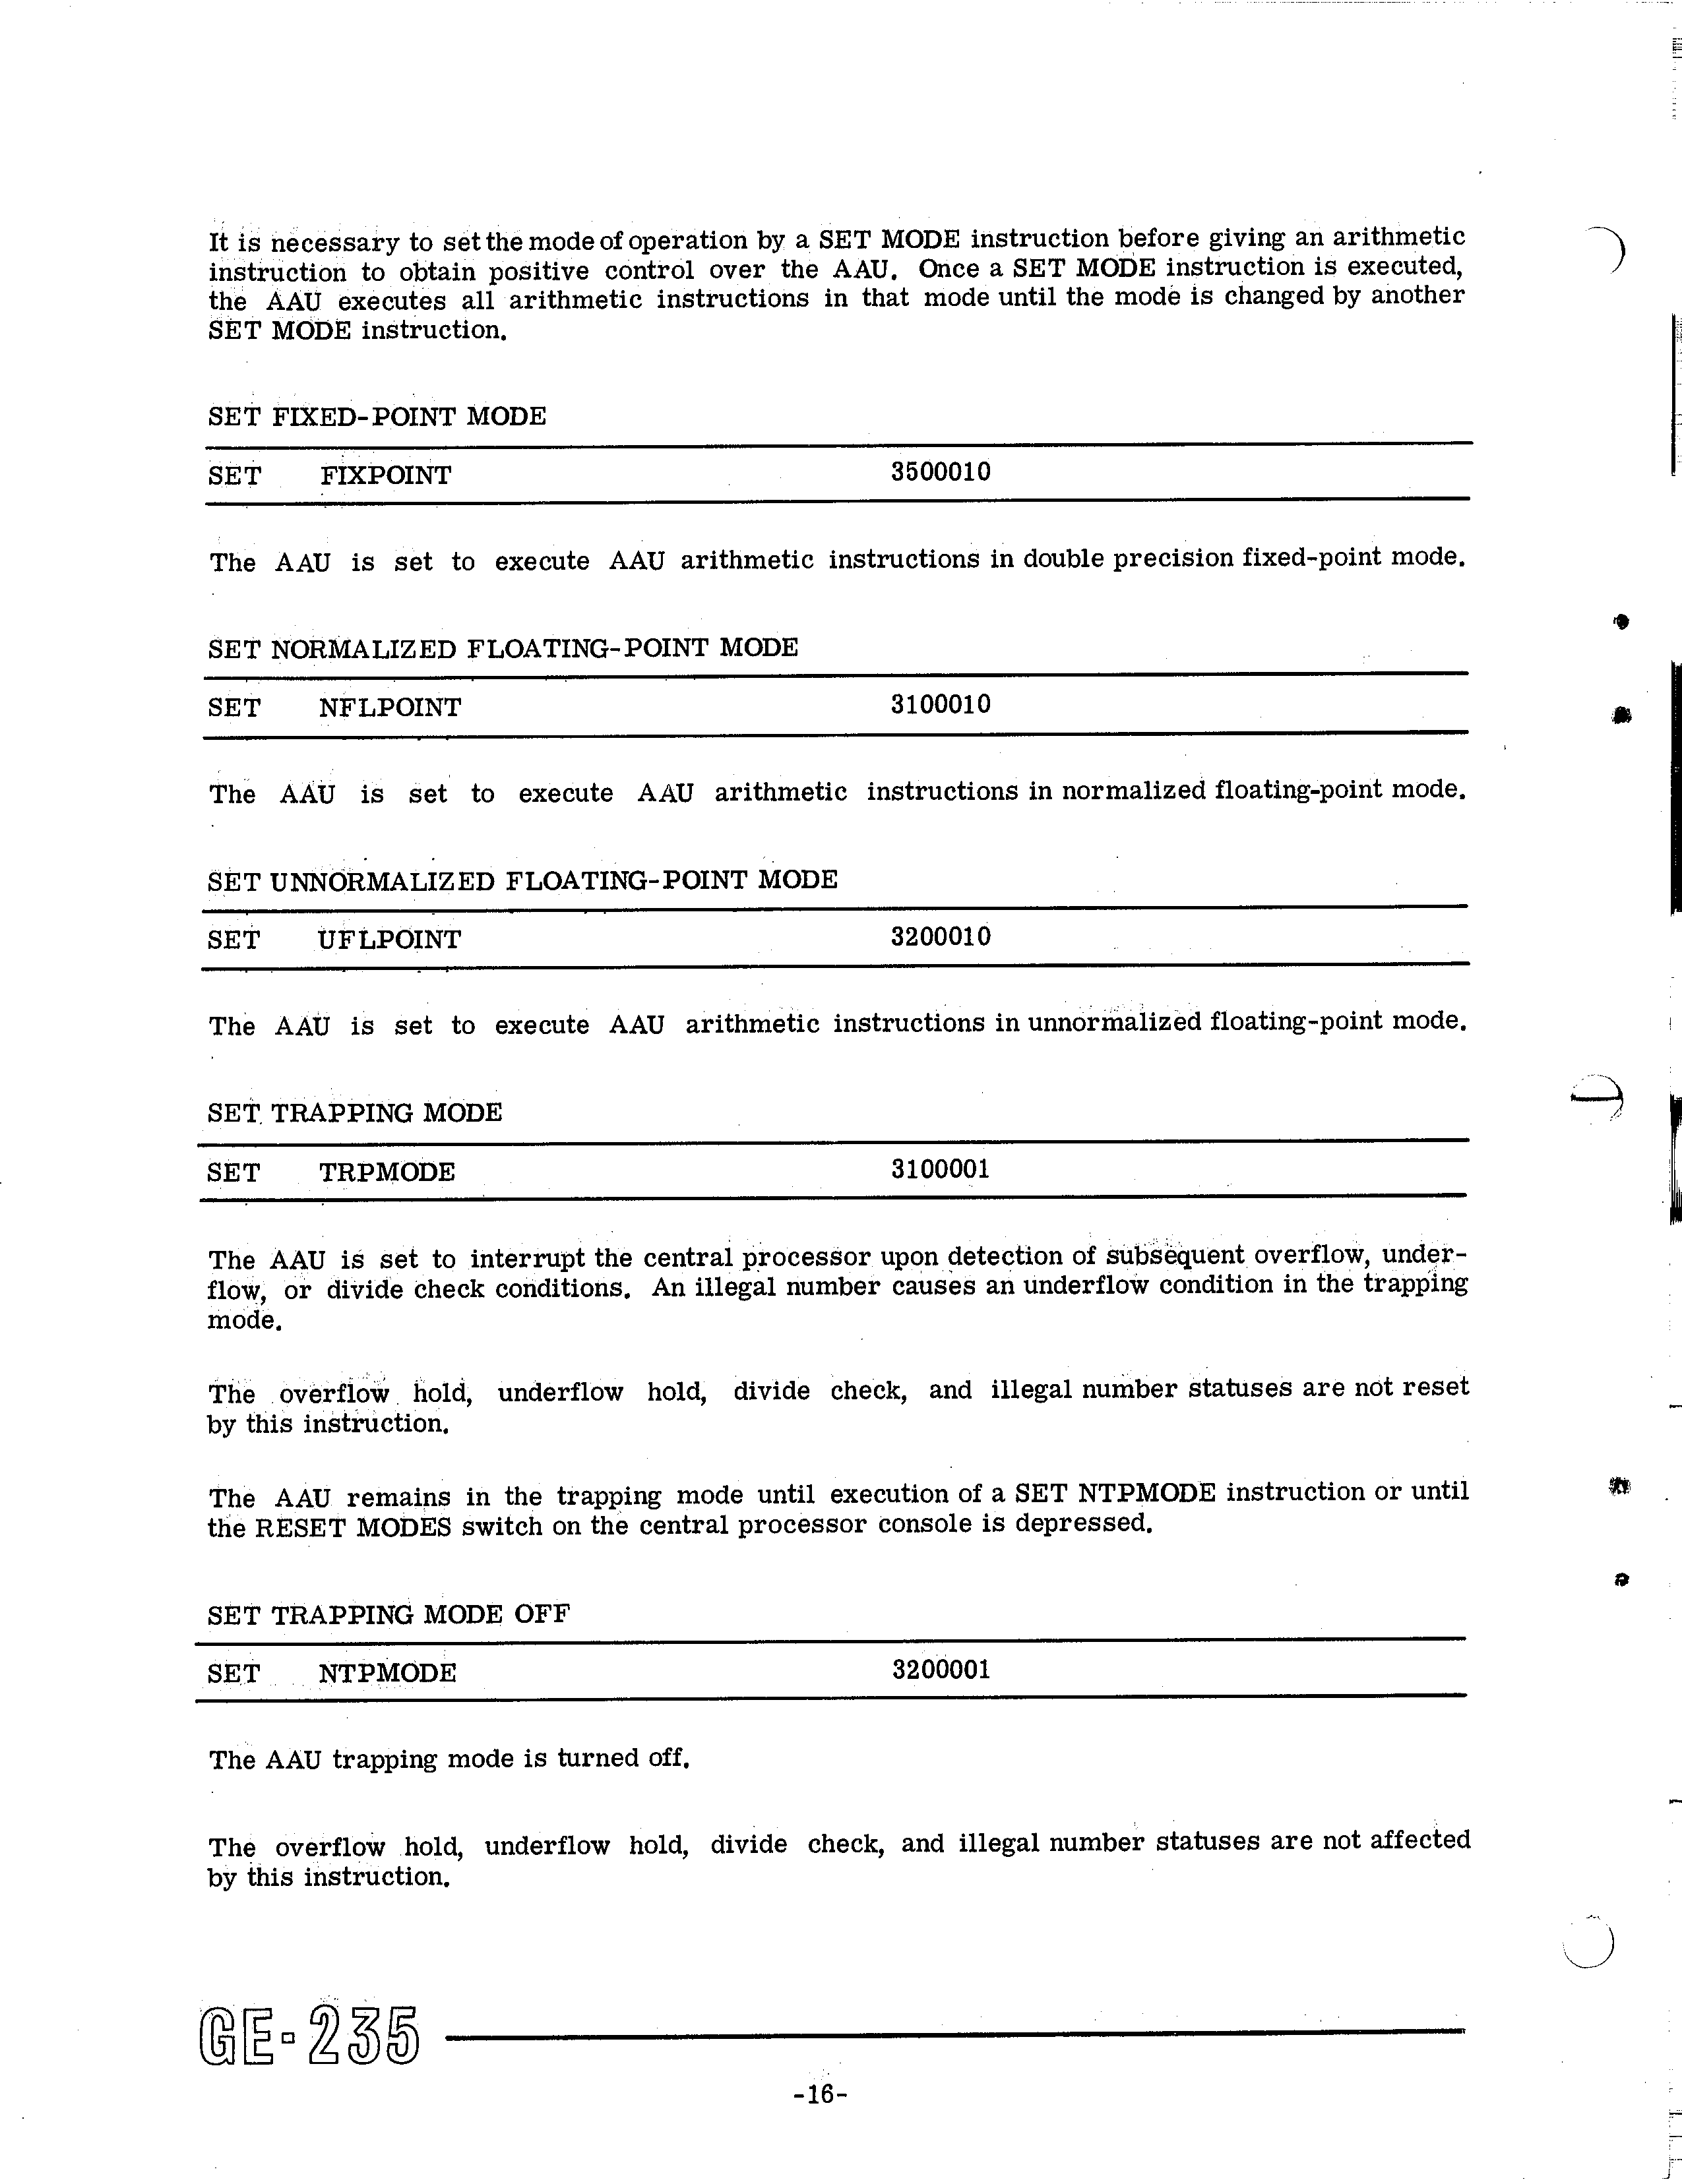 It is necessary to set the mode of operation by a SET MODE instruction before giving an arithmetic
instruction to obtain positive control over the AAU. Once a SET MODE instruction is executed,
the AAU executes all arithmetic instructions in that mode until the mode is changed by another
SET MODE instruction.
SET FIXED-POINT MODE
SET FIXPOINT 3500010
The AAU is set to execute AAU arithmetic instructions in double precision fixed-point mode.
SET NORMALIZED FLOATING-POINT MODE
SET NFLPOINT 3100010
The AAU is set to execute AAU arithmetic instructions in normalized floating-point mode.
SET UNNORMALIZED FLOATING-POINT MODE
SET UFLPOINT 3200010
The AAU is set to execute AAU arithmetic instructions in unnormalized floating-point mode.
SET TRAPPING MODE
SET TRPMODE 3100001
The AAU is set to interrupt the central processor upon detection of subsequent overflow, under-
flow, or divide check conditions. An illegal number causes an underflow condition in the trapping
mode.
The overflow hold, underflow hold, divide check, and illegal number statuses are not reset
by this instruction.
The AAU remains in the trapping mode until execution of a SET NTPMODE instruction or until
the RESET MODES switch on the central processor console is depressed.
SET TRAPPING MODE OFF
SET NTPMODE 3200001
The AAU trapping mode is turned off.
The overflow hold, underflow hold, divide check, and illegal number statuses are not affected
by this instruction.
GE-235
-16-